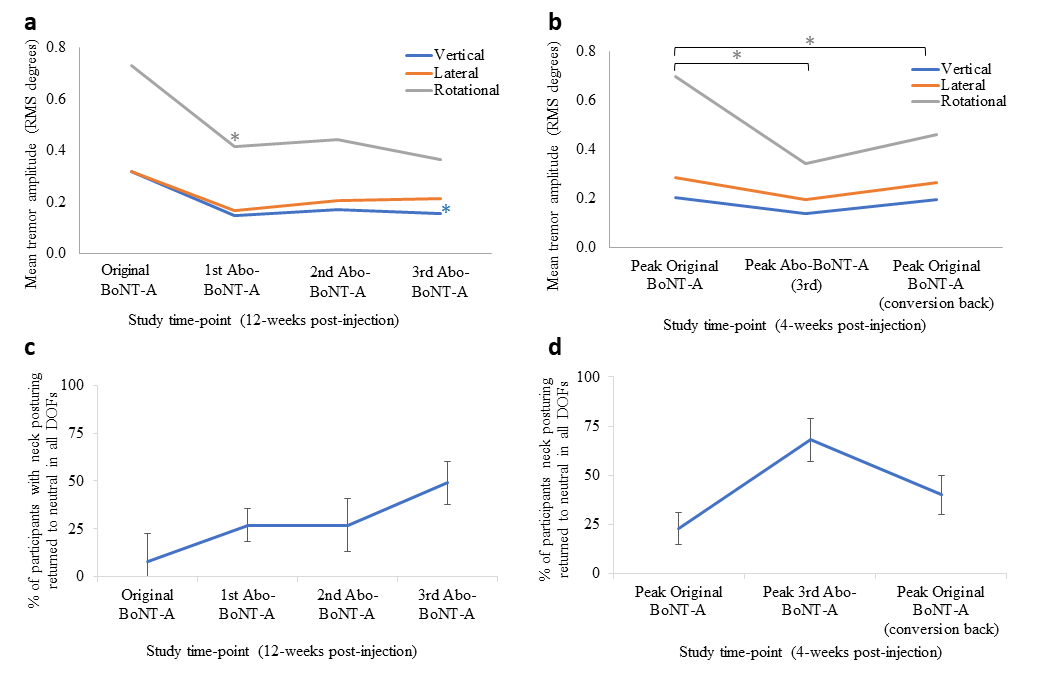 a
Mean tremor amplitude (RMS degrees)
0.8
0.6
0.4
0.2
0.0
Vertical
Lateral
Rotational
*
*
Original
BoNT-A
1st Abo-
BoNT-A
2nd Abo-
BoNT-A
3rd Abo-
BoNT-A
Study time-point (12-weeks post-injection)
b
Mean tremor amplitude (RMS degrees)
0.8
0.6
0.4
0.2
0.0
*
*
Vertical
Lateral
Rotational
Peak Original
BoNT-A
Peak Abo-BoNT-A
(3rd)
Peak Original
BoNT-A
(conversion back)
Study time-point (4-weeks post-injection)
c
% of participants with neck posturing
returned to neutral in all DOFs
100
75
50
25
0
Original
BoNT-A
1st Abo-
BoNT-A
2nd Abo-
BoNT-A
3rd Abo-
BoNT-A
Study time-point (12-weeks post-injection)
d
% of participants neck posturing
returned to neutral in all DOFs
100
75
50
25
0
Peak Original
BoNT-A
Peak 3rd Abo-
BoNT-A
Peak Original
BoNT-A
(conversion back)
Study time-point (4-weeks post-injection)